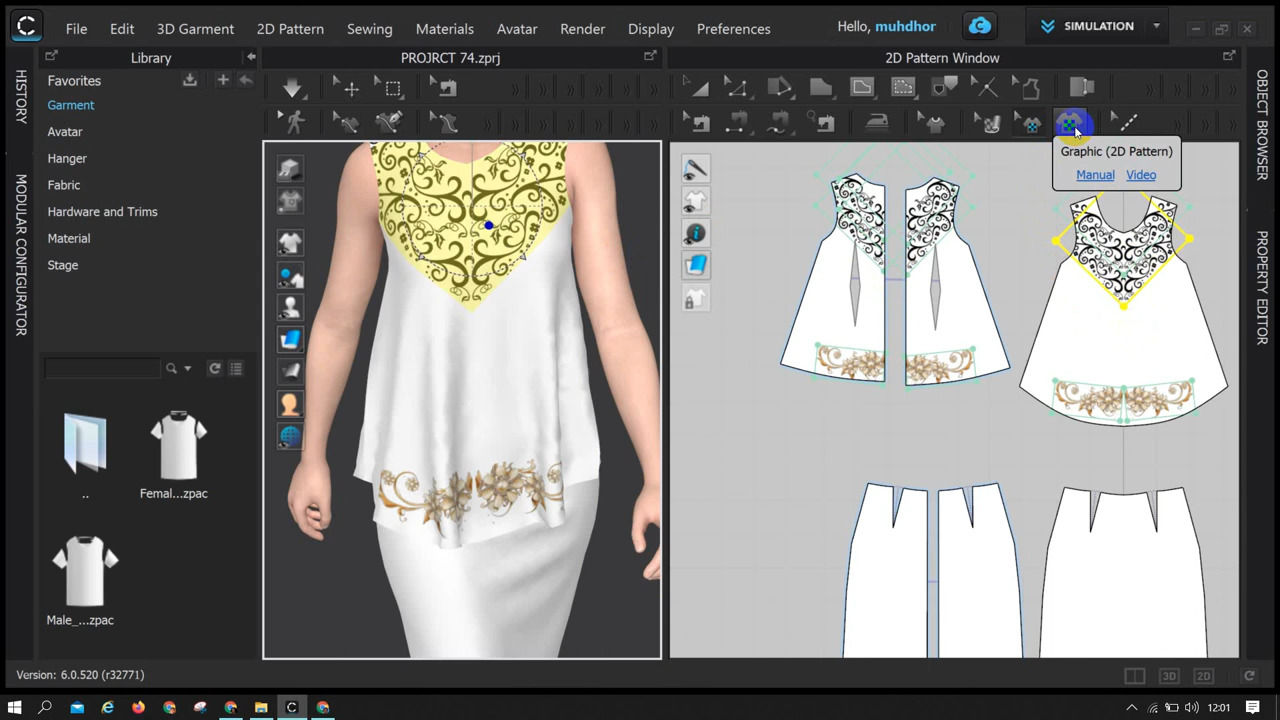 File Edit 3D Garment 2D Pattern Sewing Materials Avatar Render Display Preferences
Hello, muhdhor
SIMULATION
Library
PROJRCT 74.zprj
2D Pattern Window
HISTORY
MODULAR CONFIGURATOR
Favorites
Garment
Avatar
Hanger
Fabric
Hardware and Trims
Material
Stage
..
Femal...zpac
Male_...zpac
Graphic (2D Pattern)
Manual Video
OBJECT BROWSER
PROPERTY EDITOR
Version: 6.0.520 (r32771)
3D 2D
12:01